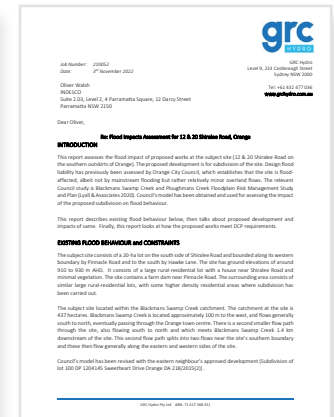 grc
HYDRO
Job Number: 210052
Date: 3rd November 2022
GRC Hydro
Level 9, 233 Castlereagh Street
Sydney NSW 2000
Tel: +61 432 477 036
www.grchydro.com.au
Oliver Walsh
INDESCO
Suite 2.03, Level 2, 4 Parramatta Square, 12 Darcy Street
Parramatta NSW 2150
Dear Oliver,
Re: Flood Impacts Assessment for 12 & 20 Shiralee Road, Orange
INTRODUCTION
This report assesses the flood impact of proposed works at the subject site (12 & 20 Shiralee Road on
the southern outskirts of Orange). The proposed development is for subdivision of the site. Design flood
liability has previously been assessed by Orange City Council, which establishes that the site is flood-
affected, albeit not by mainstream flooding but rather relatively minor overland flows. The relevant
Council study is Blackmans Swamp Creek and Ploughmans Creek Floodplain Risk Management Study
and Plan (Lyall & Associates 2020). Council's model has been obtained and used for assessing the impact
of the proposed subdivision on flood behaviour.
This report describes existing flood behaviour below, then talks about proposed development and
impacts of same. Finally, this report looks at how the proposed works meet DCP requirements.
EXISTING FLOOD BEHAVIOUR and CONSTRAINTS
The subject site consists of a 20-ha lot on the south side of Shiralee Road and bounded along its western
boundary by Pinnacle Road and to the south by Hawke Lane. The site has ground elevations of around
910 to 930 m AHD. It consists of a large rural-residential lot with a house near Shiralee Road and
minimal vegetation. The site contains a farm dam near Pinnacle Road. The surrounding area consists of
similar large rural-residential lots, with some higher density residential areas where subdivision has
been carried out.
The subject site located within the Blackmans Swamp Creek catchment. The catchment at the site is
437 hectares. Blackmans Swamp Creek is located approximately 100 m to the west, and flows generally
south to north, eventually passing through the Orange town centre. There is a second smaller flow path
through the site, also flowing south to north and which meets Blackmans Swamp Creek 1.4 km
downstream of the site. This second flow path splits into two flows near the site's southern boundary
and these then flow generally along the eastern and western sides of the site.
Council's model has been revised with the eastern neighbour's approved development (Subdivision of
lot 100 DP 1204145 Sweetheart Drive Orange DA 218/2015(2)).
GRC Hydro Pty Ltd